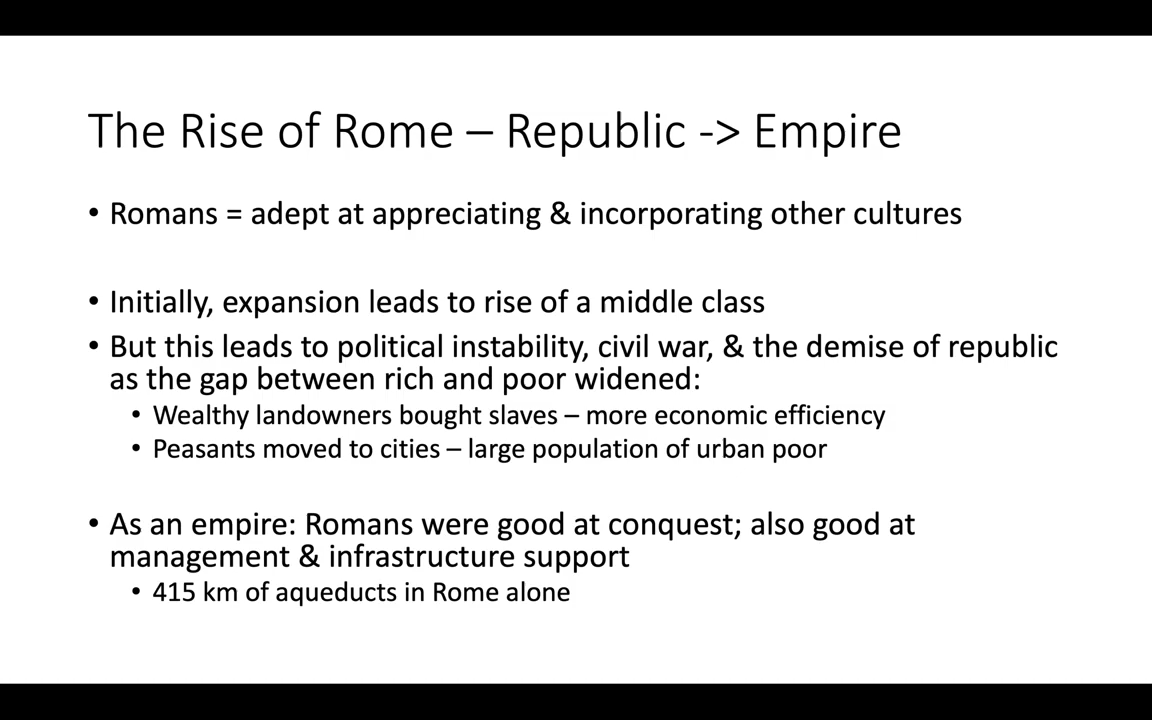 The Rise of Rome – Republic -> Empire
• Romans = adept at appreciating & incorporating other cultures
• Initially, expansion leads to rise of a middle class
• But this leads to political instability, civil war, & the demise of republic
as the gap between rich and poor widened:
• Wealthy landowners bought slaves – more economic efficiency
• Peasants moved to cities – large population of urban poor
• As an empire: Romans were good at conquest; also good at
management & infrastructure support
• 415 km of aqueducts in Rome alone